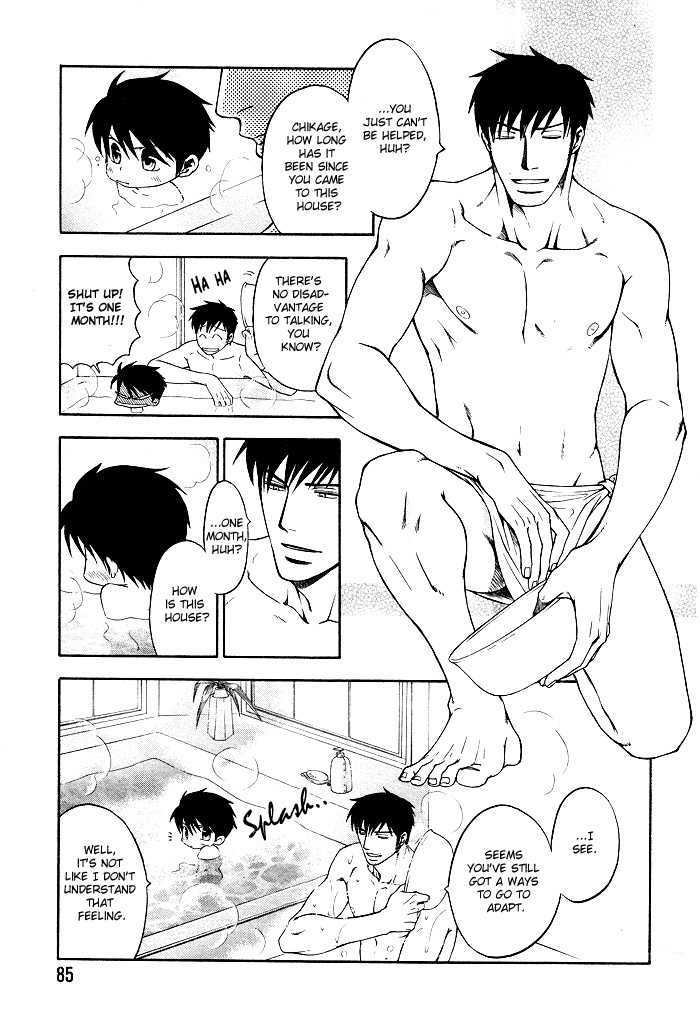 ...YOU
JUST CAN'T
BE HELPED,
HUH?
CHIKAGE,
HOW LONG
HAS IT
BEEN SINCE
YOU CAME
TO THIS
HOUSE?
THERE'S
NO DISAD-
VANTAGE
TO TALKING,
YOU
KNOW?
HA HA
SHUT UP!
IT'S ONE
MONTH!!!
...ONE
MONTH,
HUH?
HOW
IS THIS
HOUSE?
...I
SEE.
SEEMS
YOU'VE STILL
GOT A WAYS
TO GO TO
ADAPT.
Splash..
WELL,
IT'S NOT
LIKE I DON'T
UNDERSTAND
THAT
FEELING.
85